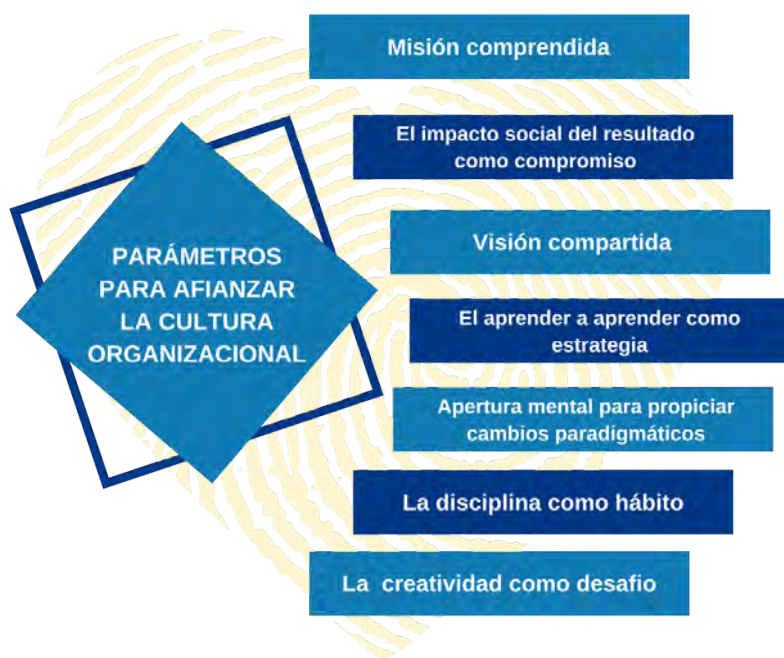 PARÁMETROS
PARA AFIANZAR
LA CULTURA
ORGANIZACIONAL
Misión comprendida
El impacto social del resultado
como compromiso
Visión compartida
El aprender a aprender como
estrategia
Apertura mental para propiciar
cambios paradigmáticos
La disciplina como hábito
La creatividad como desafio